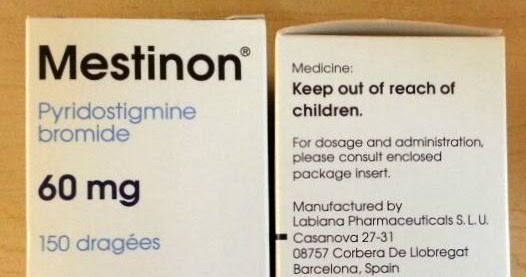 Mestinon®
Pyridostigmine
bromide
60 mg
150 dragées
Medicine:
Keep out of reach of
children.
For dosage and administration,
please consult enclosed
package insert.
Manufactured by
Labiana Pharmaceuticals S.L.U.
Casanova 27-31
08757 Corbera De Llobregat
Barcelona, Spain